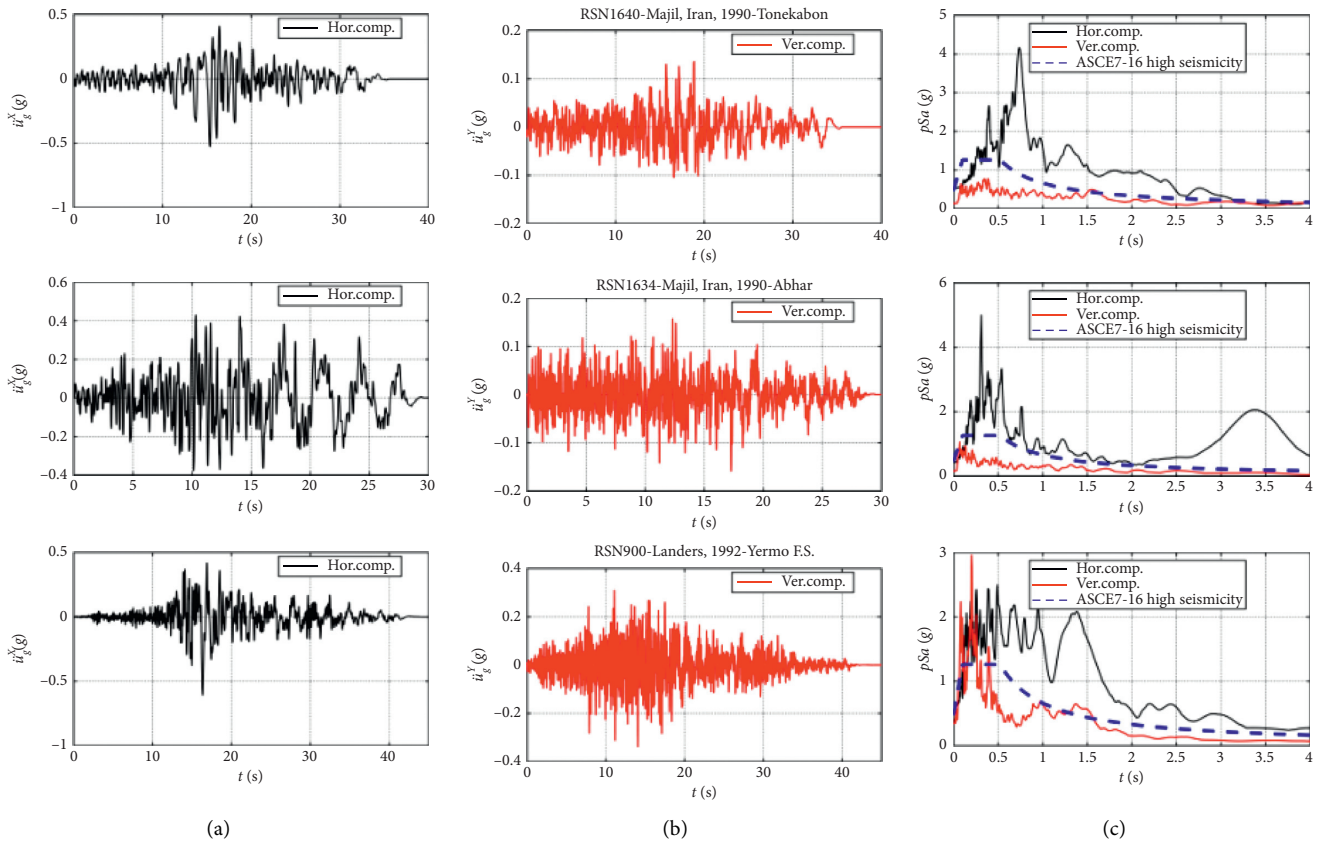 0.5
0
−0.5
−1
0
10
20
30
40
Hor.comp.
ü_g^X (g)
t (s)
RSN1640-Majil, Iran, 1990-Tonekabon
0.2
0.1
0
−0.1
−0.2
0
10
20
30
40
Ver.comp.
ü_g^Y (g)
t (s)
5
4
3
2
1
0
0
0.5
1
1.5
2
2.5
3
3.5
4
Hor.comp.
Ver.comp.
ASCE7-16 high seismicity
pSa (g)
t (s)
0.6
0.4
0.2
0
−0.2
−0.4
0
5
10
15
20
25
30
Hor.comp.
ü_g^X(g)
t (s)
RSN1634-Majil, Iran, 1990-Abhar
0.2
0.1
0
−0.1
−0.2
0
5
10
15
20
25
30
Ver.comp.
ü_g^Y (g)
t (s)
6
4
2
0
0
0.5
1
1.5
2
2.5
3
3.5
4
Hor.comp.
Ver.comp.
ASCE7-16 high seismicity
pSa (g)
t (s)
0.5
0
−0.5
−1
0
10
20
30
40
Hor.comp.
ü_g^X(g)
t (s)
RSN900-Landers, 1992-Yermo F.S.
0.4
0.2
0
−0.2
−0.4
0
10
20
30
40
Ver.comp.
ü_g^Y (g)
t (s)
3
2
1
0
0
0.5
1
1.5
2
2.5
3
3.5
4
Hor.comp.
Ver.comp.
ASCE7-16 high seismicity
pSa (g)
t (s)
(a)
(b)
(c)